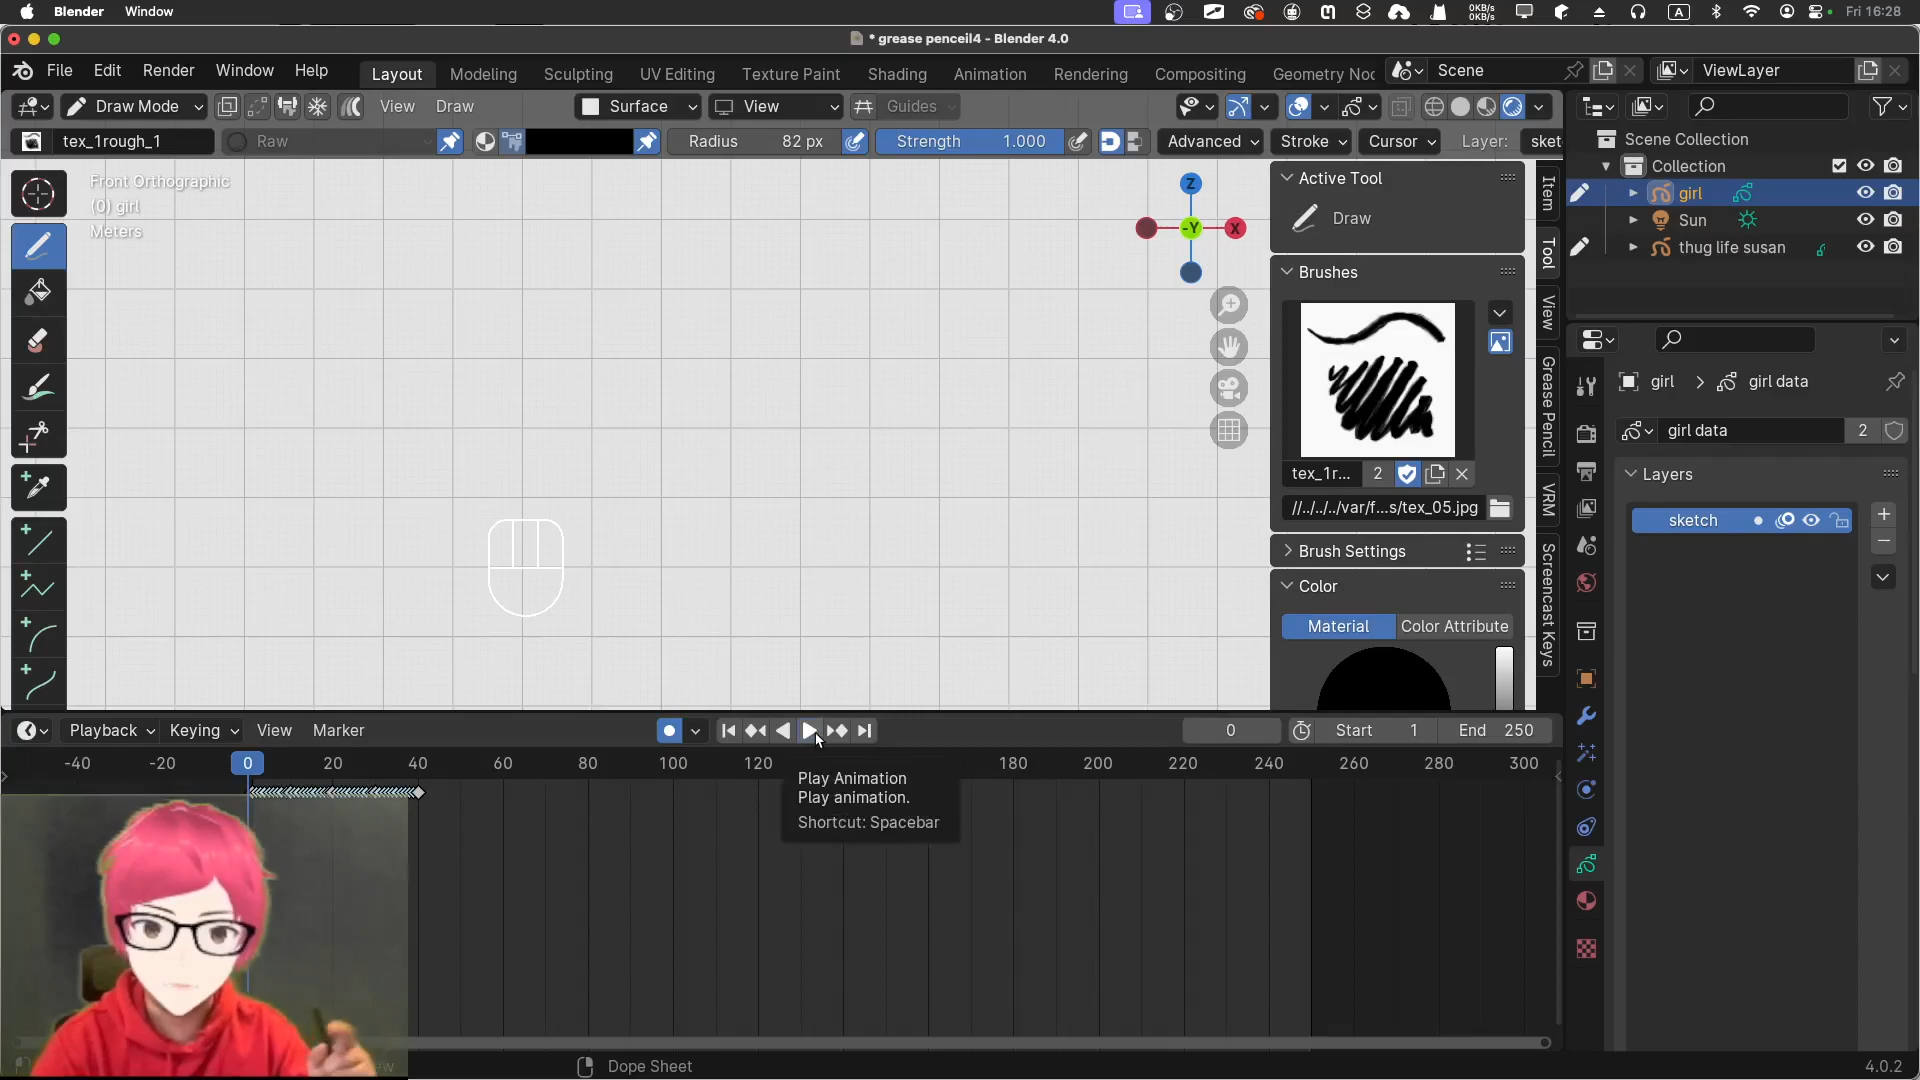 Blender Window
0KB/s
0KB/s
A
Fri 16:28
* grease penceil4 - Blender 4.0
File Edit Render Window Help
Layout Modeling Sculpting UV Editing Texture Paint Shading Animation Rendering Compositing Geometry Noc
Scene
ViewLayer
Draw Mode
View Draw
Surface
View
Guides
tex_1rough_1
Raw
Radius 82 px
Strength 1.000
Advanced
Stroke
Cursor
Layer: sket
Front Orthographic
(0) girl
Meters
Z
-Y
X
Active Tool
Draw
Brushes
tex_1r... 2
//../../../var/f...s/tex_05.jpg
Brush Settings
Color
Material Color Attribute
Item
Tool
View
Grease Pencil
VRM
Screencast Keys
Scene Collection
Collection
girl
Sun
thug life susan
girl > girl data
girl data 2
Layers
sketch
Playback Keying View Marker
0
Start 1
End 250
-40 -20 0 20 40 60 80 100 120 180 200 220 240 260 280 300
Play Animation
Play animation.
Shortcut: Spacebar
Dope Sheet
4.0.2